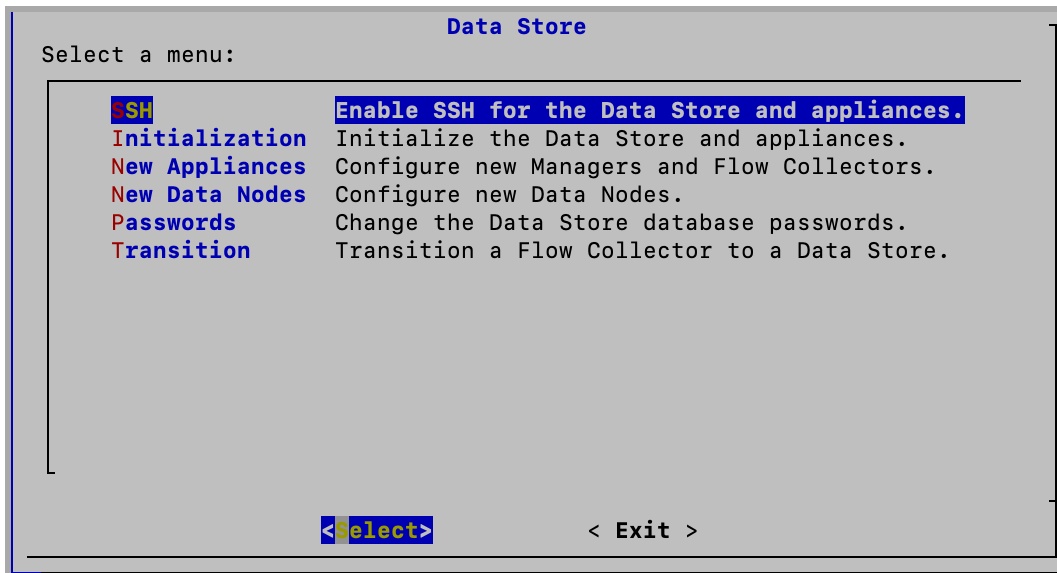 Data Store
Select a menu:
SSH Enable SSH for the Data Store and appliances.
Initialization Initialize the Data Store and appliances.
New Appliances Configure new Managers and Flow Collectors.
New Data Nodes Configure new Data Nodes.
Passwords Change the Data Store database passwords.
Transition Transition a Flow Collector to a Data Store.
<Select> < Exit >